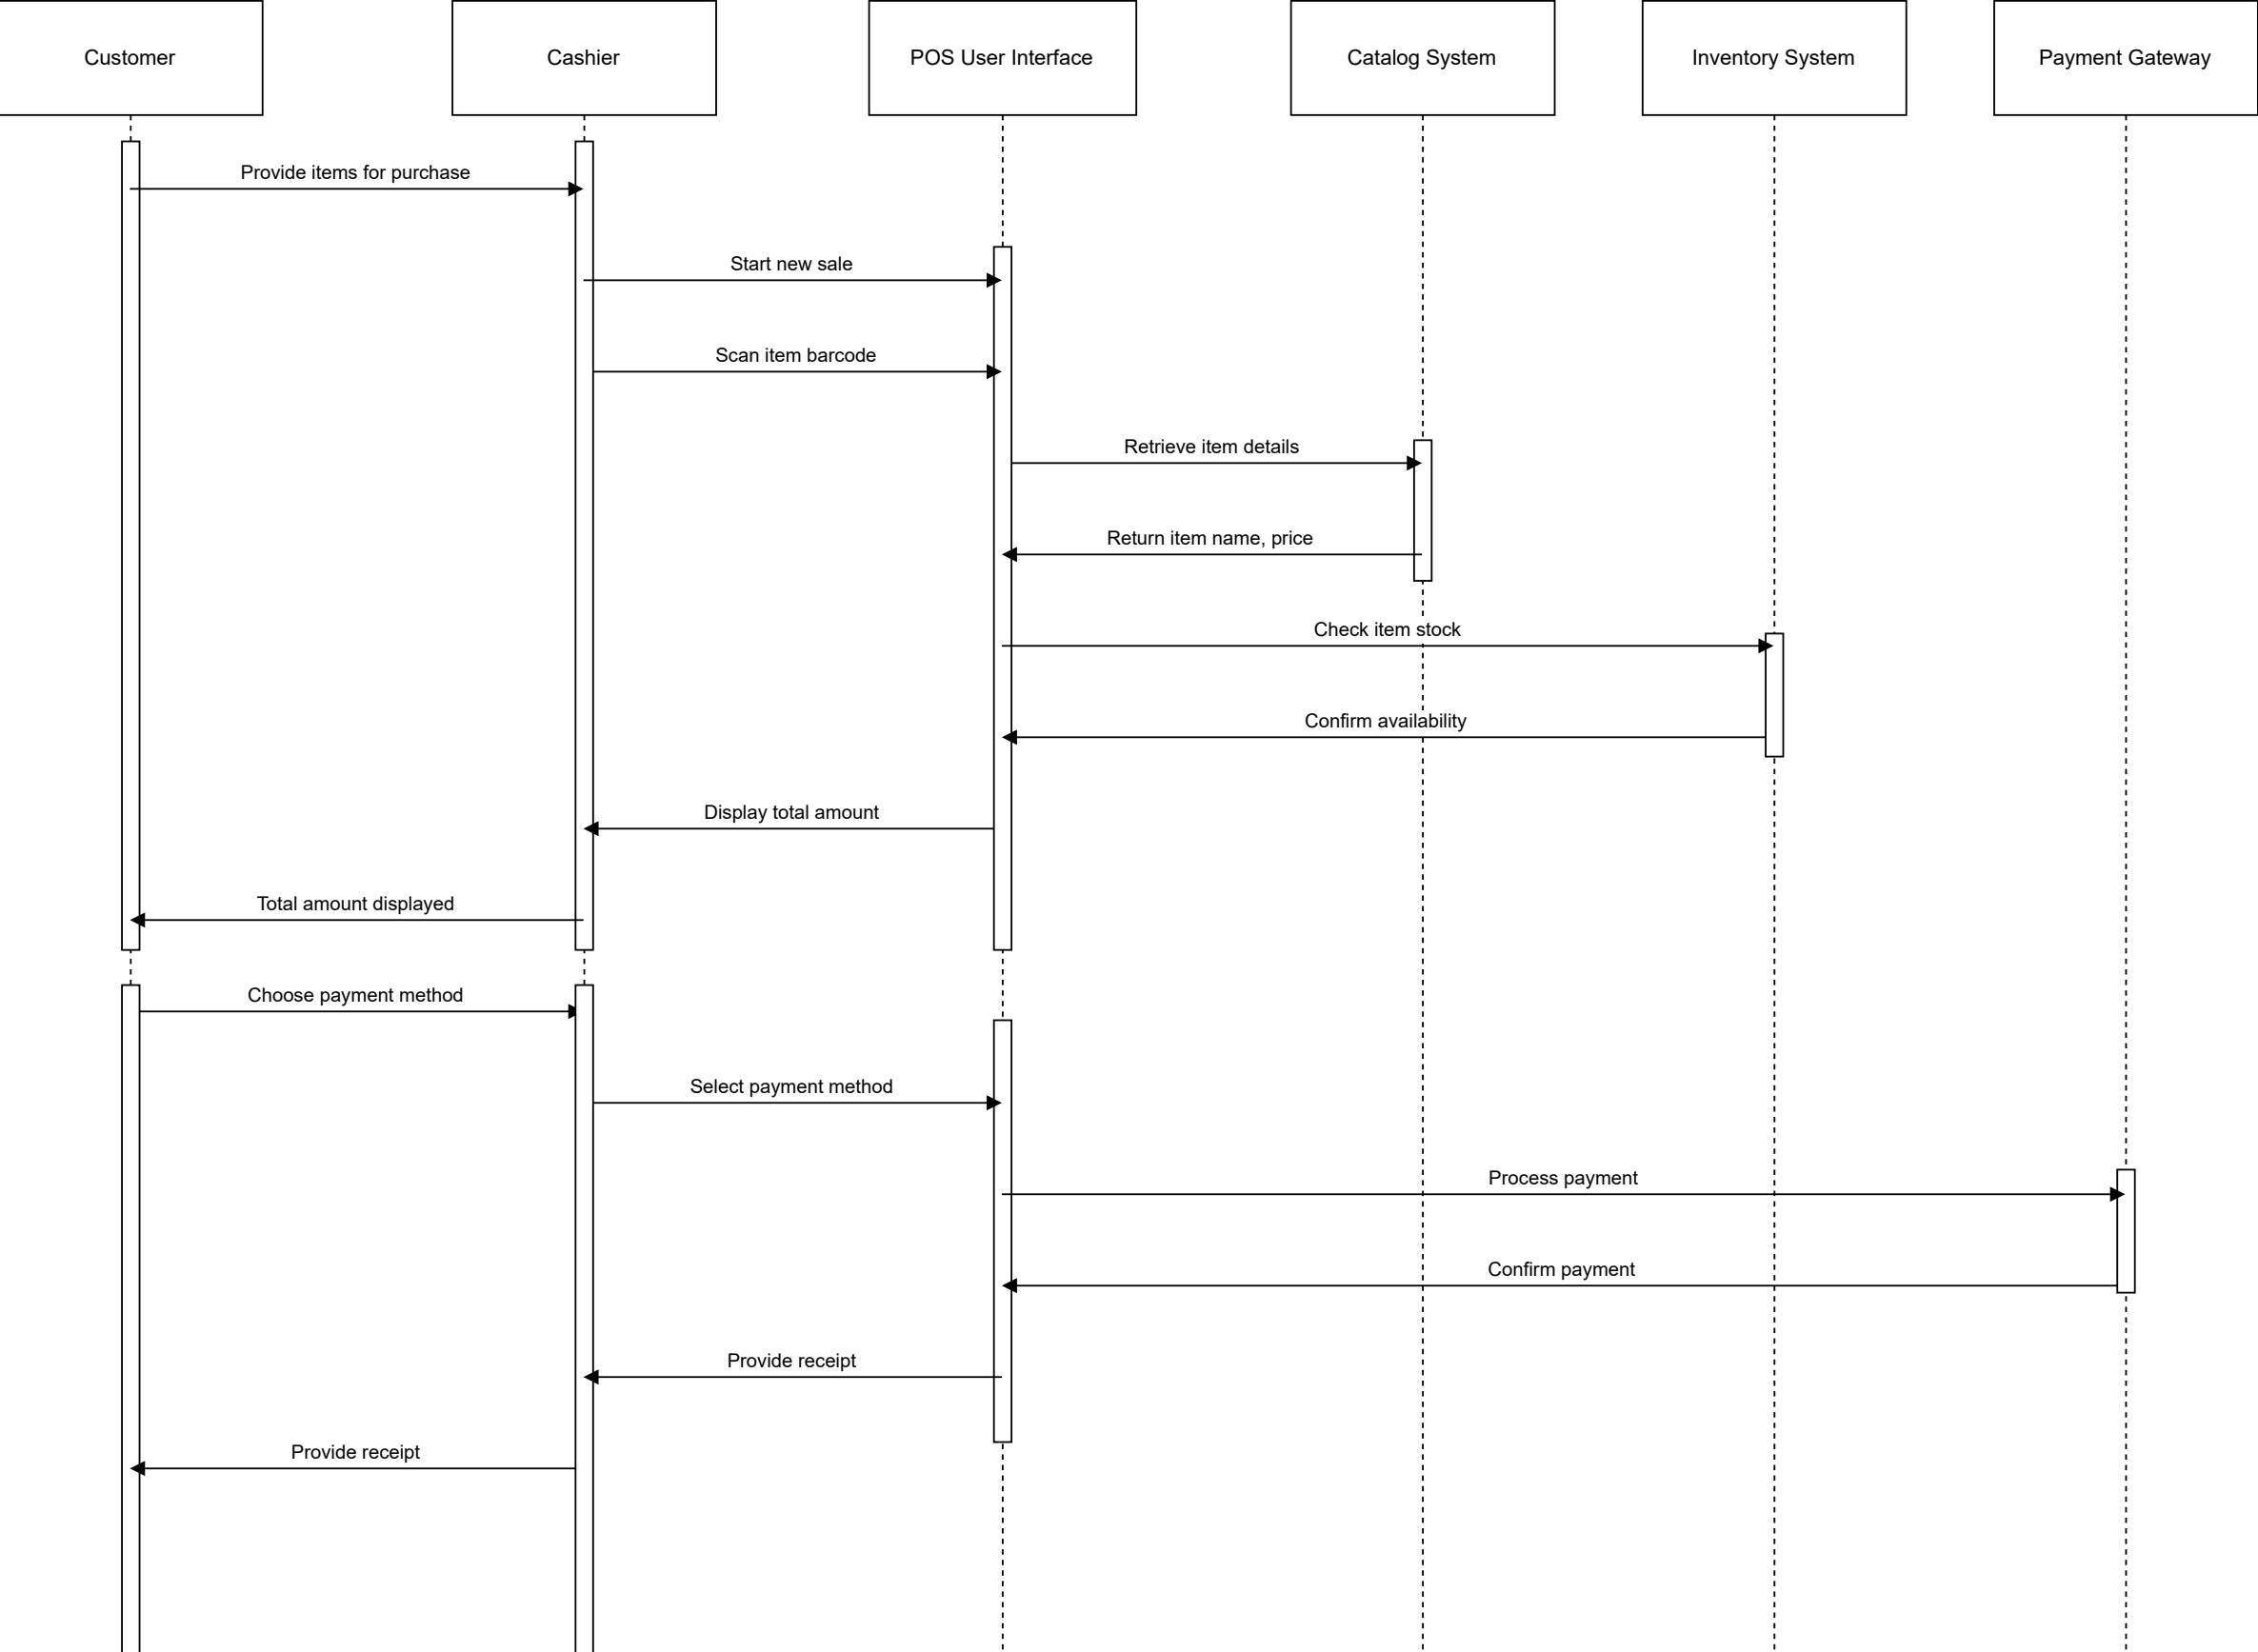 Customer
Cashier
POS User Interface
Catalog System
Inventory System
Payment Gateway
Provide items for purchase
Start new sale
Scan item barcode
Retrieve item details
Return item name, price
Check item stock
Confirm availability
Display total amount
Total amount displayed
Choose payment method
Select payment method
Process payment
Confirm payment
Provide receipt
Provide receipt